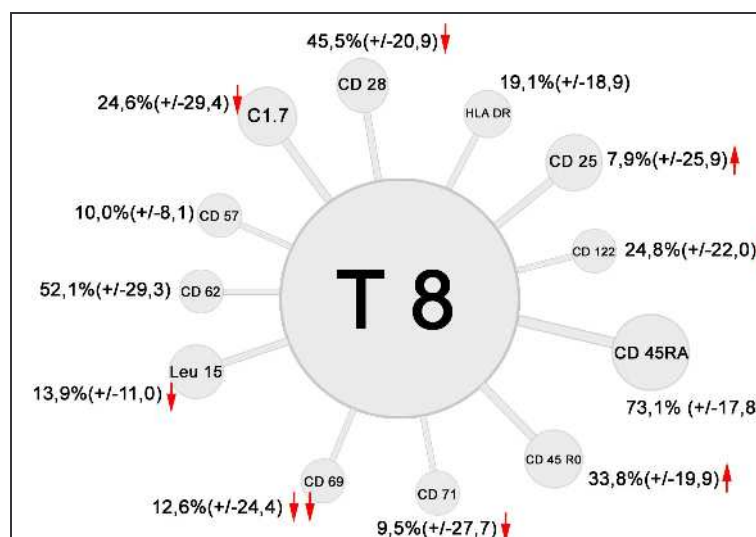 45,5%(+/-20,9)
CD 28
19,1%(+/-18,9)
HLA DR
24,6%(+/-29,4)
C1.7
CD 25
7,9%(+/-25,9)
10,0%(+/-8,1)
CD 57
CD 122
24,8%(+/-22,0)
52,1%(+/-29,3)
CD 62
T 8
Leu 15
13,9%(+/-11,0)
CD 45RA
73,1% (+/-17,8
CD 45 R0
33,8%(+/-19,9)
CD 69
12,6%(+/-24,4)
CD 71
9,5%(+/-27,7)